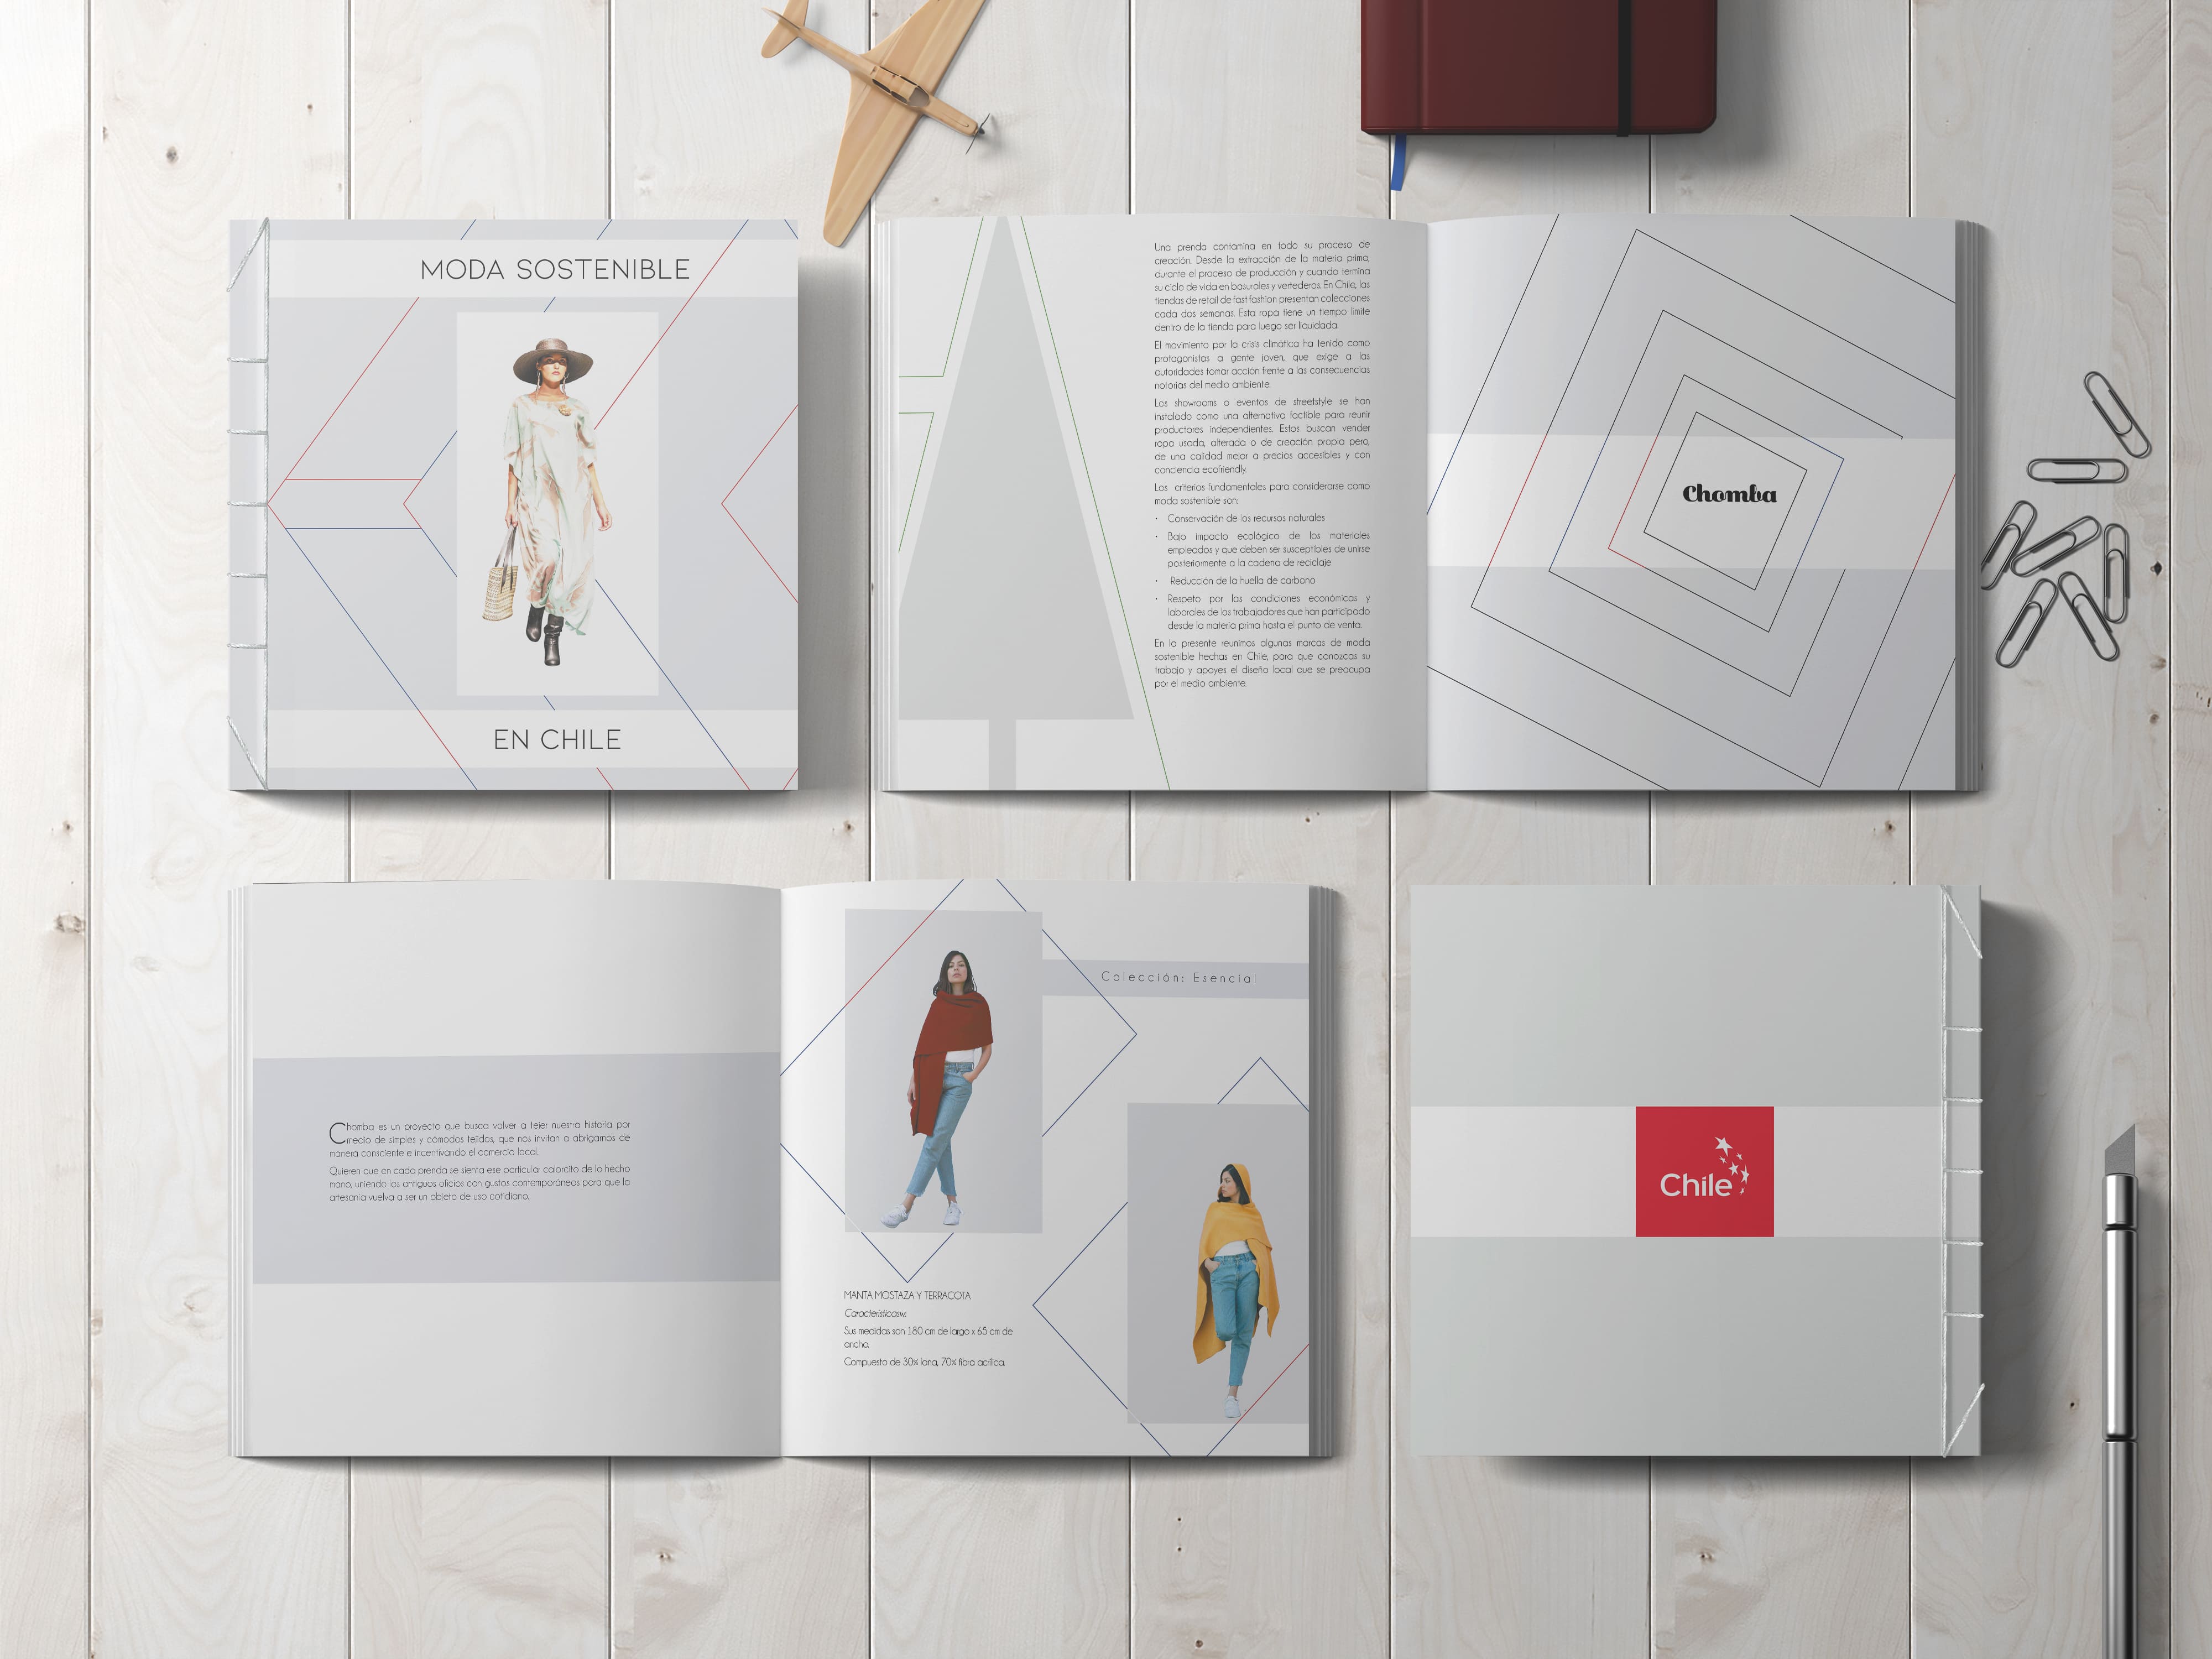 MODA SOSTENIBLE
EN CHILE
Una prenda contamina en todo su proceso de
creación. Desde la extracción de la materia prima,
durante el proceso de producción y cuando termina
su ciclo de vida en basurales y vertederos. En Chile, las
tiendas de retail de fast fashion presentan colecciones
cada dos semanas. Esta ropa tiene un tiempo límite
dentro de la tienda para luego ser liquidada.
El movimiento por la crisis climática ha tenido como
protagonistas a gente joven, que exige a las
autoridades tomar acción frente a las consecuencias
notorias del medio ambiente.
Los showrooms o eventos de streetstyle se han
instalado como una alternativa factible para reunir
productores independientes. Estos buscan vender
ropa usada, alterada o de creación propia pero,
de una calidad mejor a precios accesibles y con
conciencia ecofriendly.
Los criterios fundamentales para considerarse como
moda sostenible son:
• Conservación de los recursos naturales
• Bajo impacto ecológico de los materiales
empleados y que deben ser susceptibles de unirse
posteriormente a la cadena de reciclaje
• Reducción de la huella de carbono
• Respeto por las condiciones económicas y
laborales de los trabajadores que han participado
desde la materia prima hasta el punto de venta.
En la presente reunimos algunas marcas de moda
sostenible hechas en Chile, para que conozcas su
trabajo y apoyes el diseño local que se preocupa
por el medio ambiente.
Chomba
Chomba es un proyecto que busca volver a tejer nuestra historia por
medio de simples y cómodos tejidos, que nos invitan a abrigarnos de
manera consciente e incentivando el comercio local.
Quieren que en cada prenda se sienta ese particular calorcito de lo hecho
mano, uniendo los antiguos oficios con gustos contemporáneos para que la
artesanía vuelva a ser un objeto de uso cotidiano.
Colección: Esencial
MANTA MOSTAZA Y TERRACOTA
Característicasw:
Sus medidas son 180 cm de largo x 65 cm de
ancho.
Compuesto de 30% lana, 70% fibra acrílica.
Chile